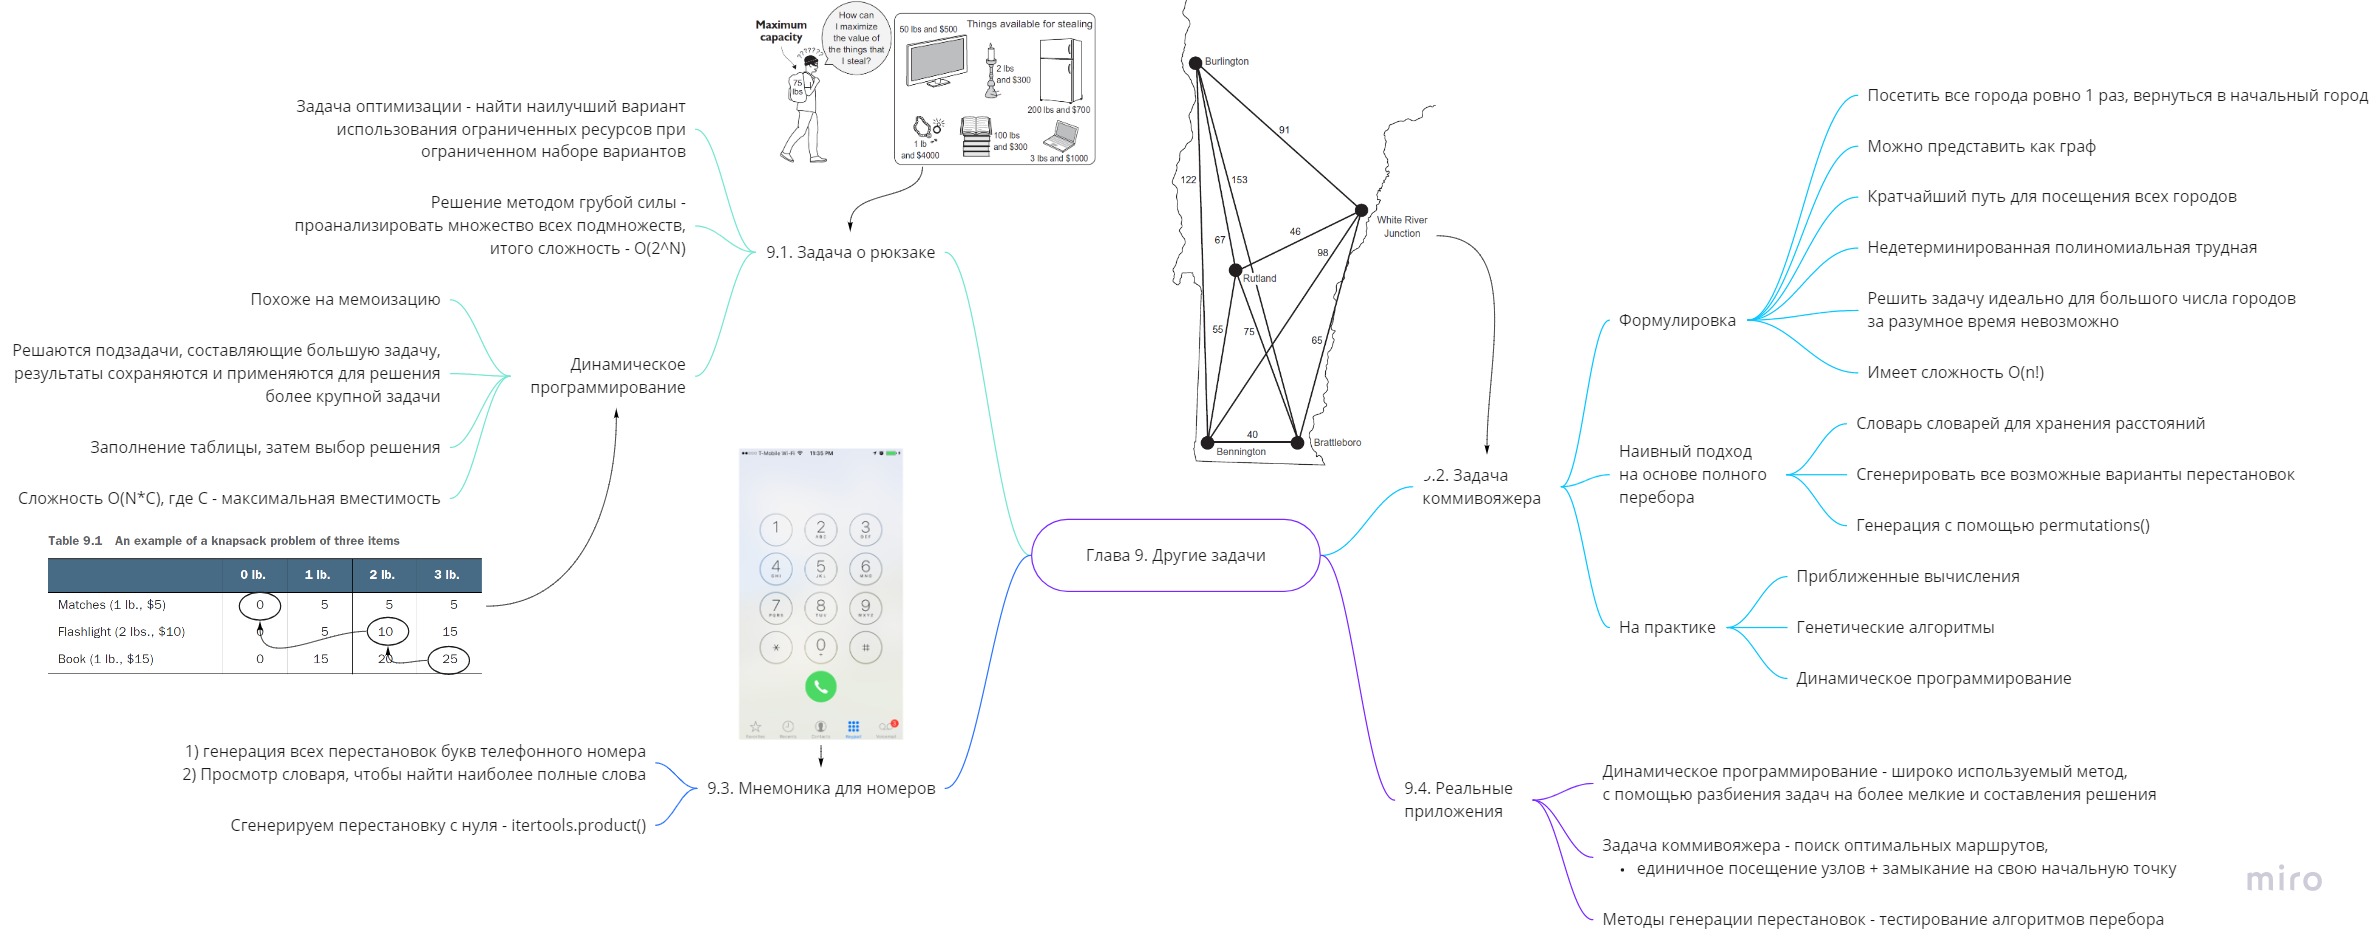 Maximum
capacity
How can
I maximize
the value of
the things that
I steal?
??????
75
lbs
Things available for stealing
50 lbs and $500
2 lbs
and $300
200 lbs and $700
1 lb
and $4000
100 lbs
and $300
3 lbs and $1000
Задача оптимизации - найти наилучший вариант
использования ограниченных ресурсов при
ограниченном наборе вариантов
Решение методом грубой силы -
проанализировать множество всех подмножеств,
итого сложность - O(2^N)
9.1. Задача о рюкзаке
Похоже на мемоизацию
Решаются подзадачи, составляющие большую задачу,
результаты сохраняются и применяются для решения
более крупной задачи
Динамическое
программирование
Заполнение таблицы, затем выбор решения
Сложность O(N*C), где C - максимальная вместимость
Table 9.1 An example of a knapsack problem of three items
0 lb. 1 lb. 2 lb. 3 lb.
Matches (1 lb., $5) 0 5 5 5
Flashlight (2 lbs., $10) 0 5 10 15
Book (1 lb., $15) 0 15 20 25
T-Mobile Wi-Fi 11:35 PM
1 2 3
ABC DEF
4 5 6
GHI JKL MNO
7 8 9
PQRS TUV WXYZ
* 0 #
+
Favorites Recents Contacts Keypad Voicemail
1) генерация всех перестановок букв телефонного номера
2) Просмотр словаря, чтобы найти наиболее полные слова
9.3. Мнемоника для номеров
Сгенерируем перестановку с нуля - itertools.product()
Глава 9. Другие задачи
Burlington
91
122
153
White River
Junction
46
67
98
Rutland
55
75
65
40
Bennington
Brattleboro
9.2. Задача
коммивояжера
Формулировка
Посетить все города ровно 1 раз, вернуться в начальный город
Можно представить как граф
Кратчайший путь для посещения всех городов
Недетерминированная полиномиальная трудная
Решить задачу идеально для большого числа городов
за разумное время невозможно
Имеет сложность O(n!)
Наивный подход
на основе полного
перебора
Словарь словарей для хранения расстояний
Сгенерировать все возможные варианты перестановок
Генерация с помощью permutations()
На практике
Приближенные вычисления
Генетические алгоритмы
Динамическое программирование
9.4. Реальные
приложения
Динамическое программирование - широко используемый метод,
с помощью разбиения задач на более мелкие и составления решения
Задача коммивояжера - поиск оптимальных маршрутов,
• единичное посещение узлов + замыкание на свою начальную точку
Методы генерации перестановок - тестирование алгоритмов перебора
miro